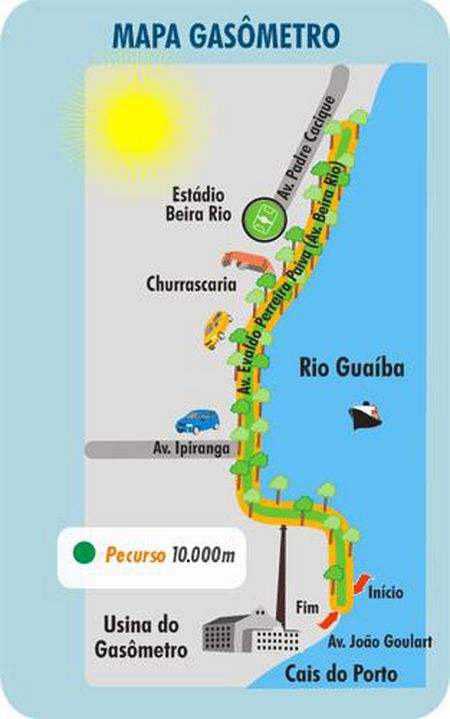 MAPA GASÔMETRO
Av. Padre Cacique
Estádio
Beira Rio
Av. Evaldo Perreira Paiva (Av. Beira Rio)
Churrascaria
Rio Guaíba
Av. Ipiranga
Pecurso 10.000m
Início
Fim
Usina do
Gasômetro
Av. João Goulart
Cais do Porto